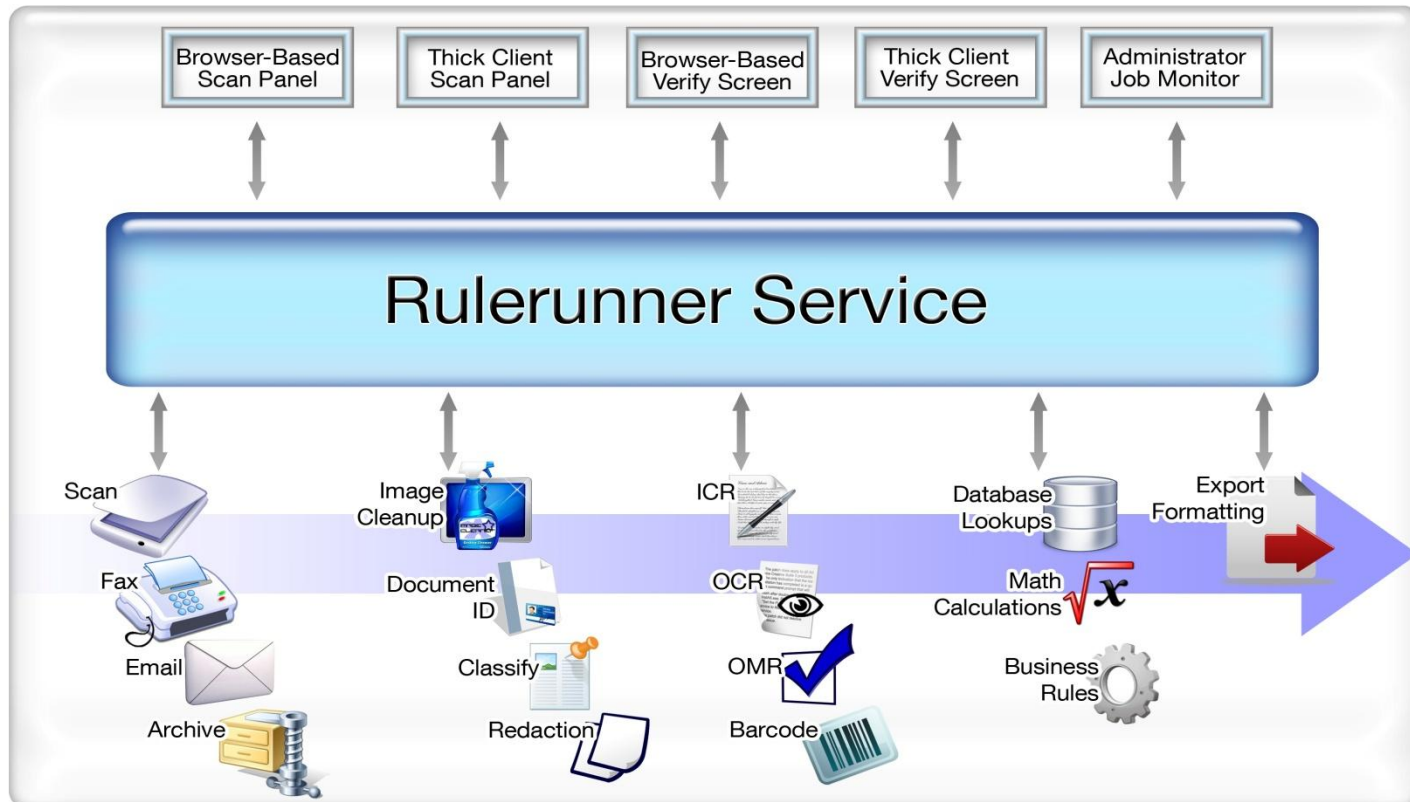 Browser-Based
Scan Panel
Thick Client
Scan Panel
Browser-Based
Verify Screen
Thick Client
Verify Screen
Administrator
Job Monitor
Rulerunner Service
Scan
Fax
Email
Archive
Image
Cleanup
Document
ID
Classify
Redaction
ICR
OCR
OMR
Barcode
Database
Lookups
Math
Calculations
√x
Business
Rules
Export
Formatting